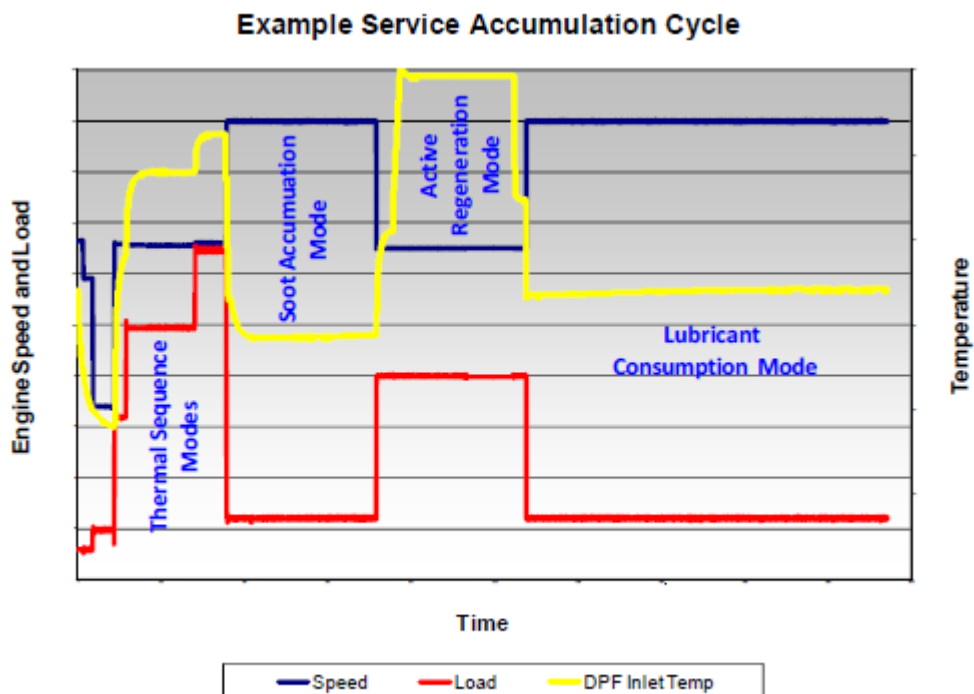 Example Service Accumulation Cycle
Engine Speed and Load
Thermal Sequence
Modes
Soot Accumuation
Mode
Active
Regeneration
Mode
Lubricant
Consumption Mode
Temperature
Time
Speed
Load
DPF Inlet Temp